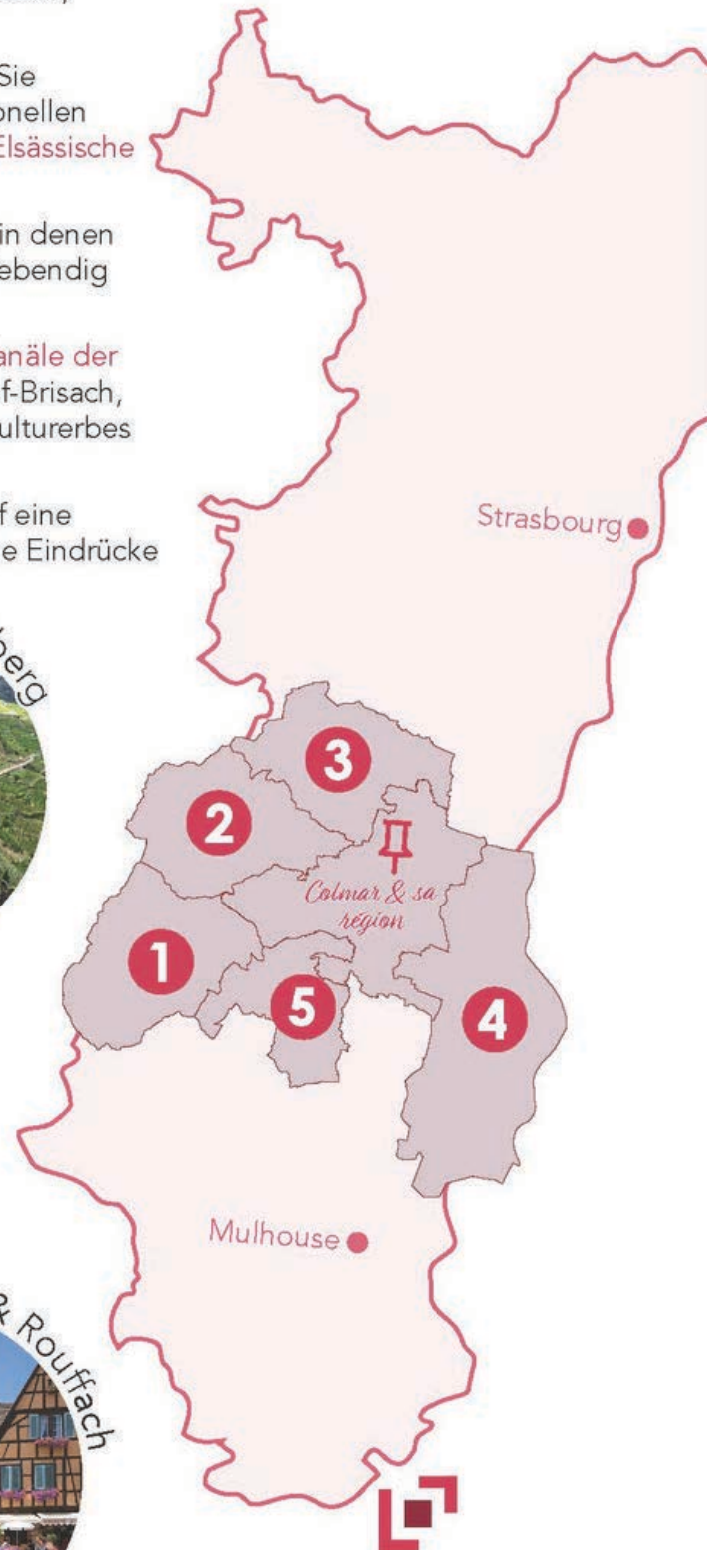 Sie
onellen
Elsässische
in denen
ebendig
anäle der
f-Brisach,
ulturerbes
f eine
e Eindrücke
berg
Strasbourg
3
2
Colmar & sa
région
1
5
4
Mulhouse
& Rouffach